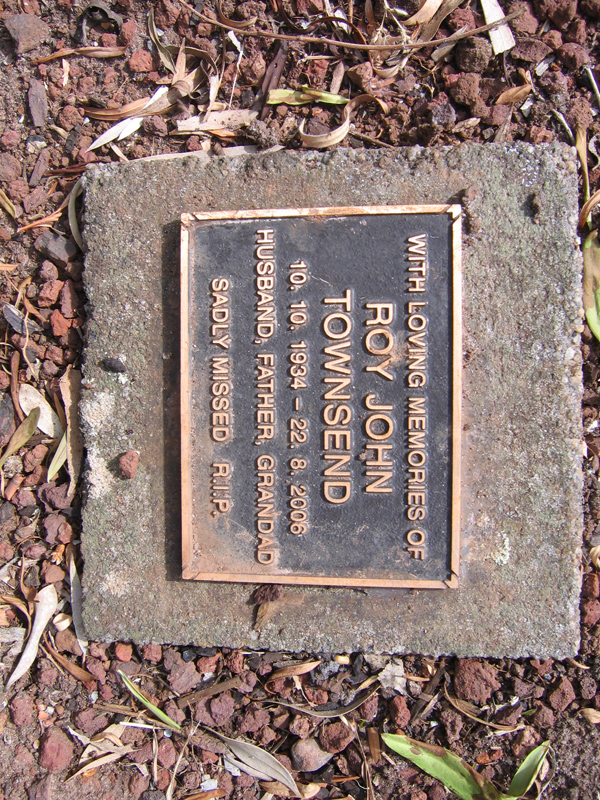 WITH LOVING MEMORIES OF
ROY JOHN
TOWNSEND
10. 10. 1934 – 22. 8. 2006
HUSBAND, FATHER, GRANDAD
SADLY MISSED R.I.P.